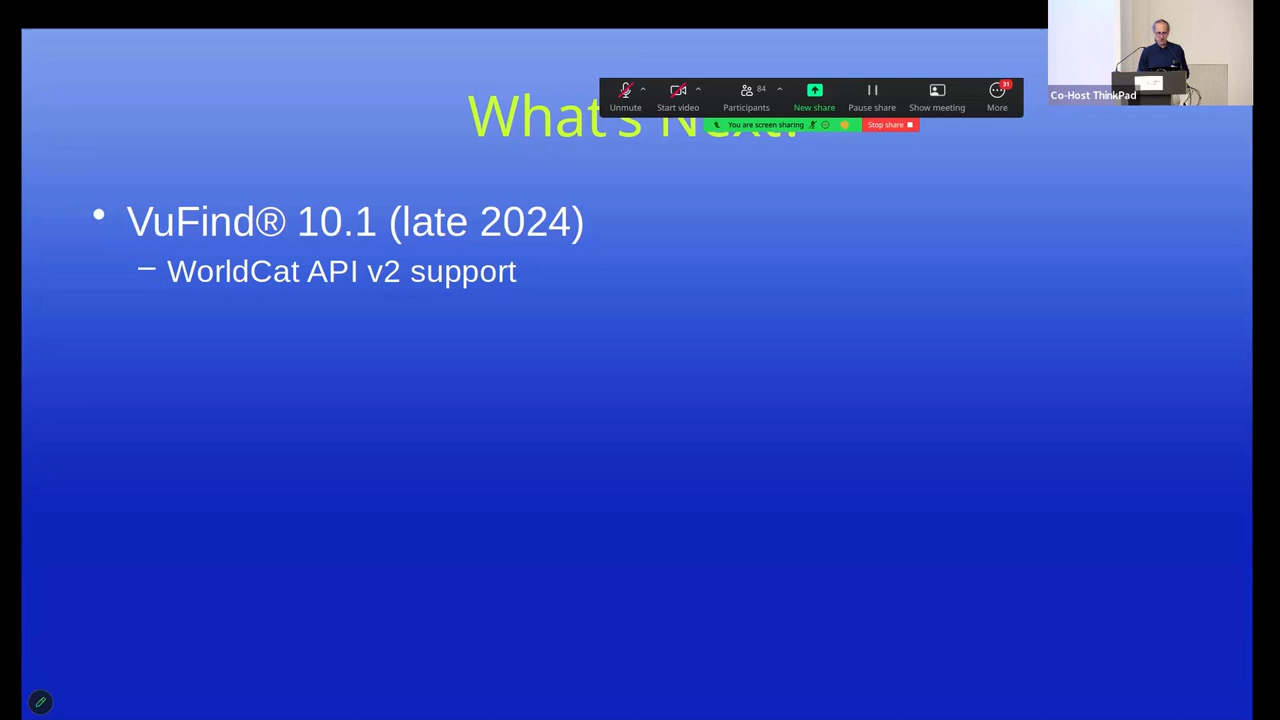 What's Next?
Unmute
Start video
84
Participants
New share
Pause share
Show meeting
31
More
You are screen sharing
Stop share
Co-Host ThinkPad
• VuFind® 10.1 (late 2024)
– WorldCat API v2 support